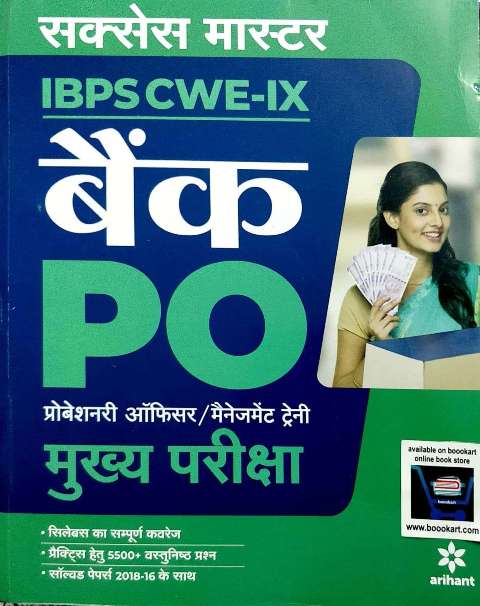 सक्सेस मास्टर
IBPS CWE-IX
बैंक
PO
प्रोबेशनरी ऑफिसर/मैनेजमेंट ट्रेनी
मुख्य परीक्षा
• सिलेबस का सम्पूर्ण कवरेज
• प्रैक्टिस हेतु 5500+ वस्तुनिष्ठ प्रश्न
• सॉल्वड पेपर्स 2018-16 के साथ
available on boookart
online book store
boookart
www.boookart.com
arihant